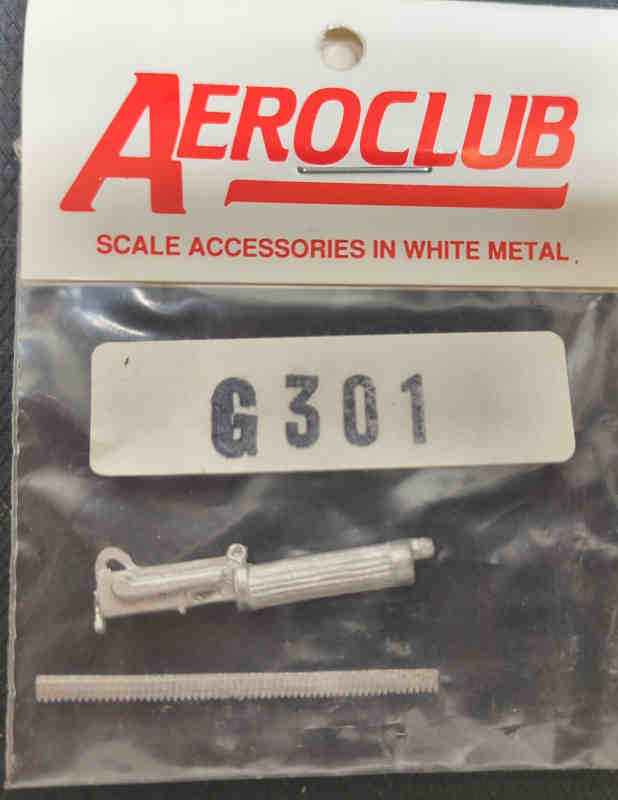 AEROCLUB
SCALE ACCESSORIES IN WHITE METAL.
G301